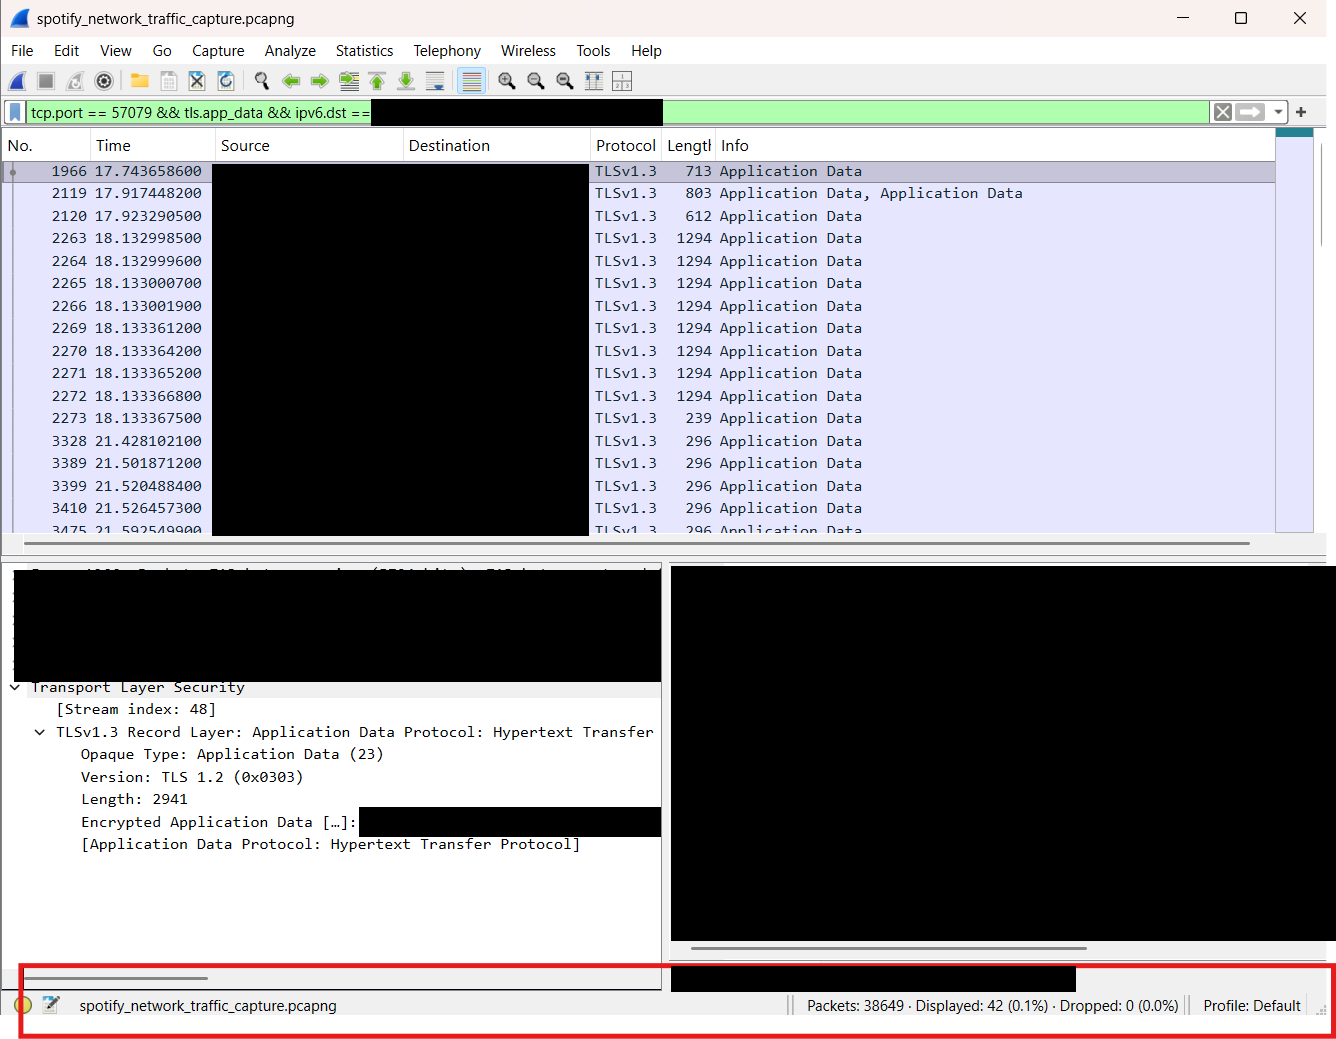 spotify_network_traffic_capture.pcapng
File Edit View Go Capture Analyze Statistics Telephony Wireless Tools Help
tcp.port == 57079 && tls.app_data && ipv6.dst ==
No. Time Source Destination Protocol Lengtl Info
1966 17.743658600 TLSv1.3 713 Application Data
2119 17.917448200 TLSv1.3 803 Application Data, Application Data
2120 17.923290500 TLSv1.3 612 Application Data
2263 18.132998500 TLSv1.3 1294 Application Data
2264 18.132999600 TLSv1.3 1294 Application Data
2265 18.133000700 TLSv1.3 1294 Application Data
2266 18.133001900 TLSv1.3 1294 Application Data
2269 18.133361200 TLSv1.3 1294 Application Data
2270 18.133364200 TLSv1.3 1294 Application Data
2271 18.133365200 TLSv1.3 1294 Application Data
2272 18.133366800 TLSv1.3 1294 Application Data
2273 18.133367500 TLSv1.3 239 Application Data
3328 21.428102100 TLSv1.3 296 Application Data
3389 21.501871200 TLSv1.3 296 Application Data
3399 21.520488400 TLSv1.3 296 Application Data
3410 21.526457300 TLSv1.3 296 Application Data
3475 21.592549900 TLSv1.3 296 Application Data
Transport Layer Security
[Stream index: 48]
TLSv1.3 Record Layer: Application Data Protocol: Hypertext Transfer
Opaque Type: Application Data (23)
Version: TLS 1.2 (0x0303)
Length: 2941
Encrypted Application Data […]:
[Application Data Protocol: Hypertext Transfer Protocol]
spotify_network_traffic_capture.pcapng Packets: 38649 · Displayed: 42 (0.1%) · Dropped: 0 (0.0%) Profile: Default